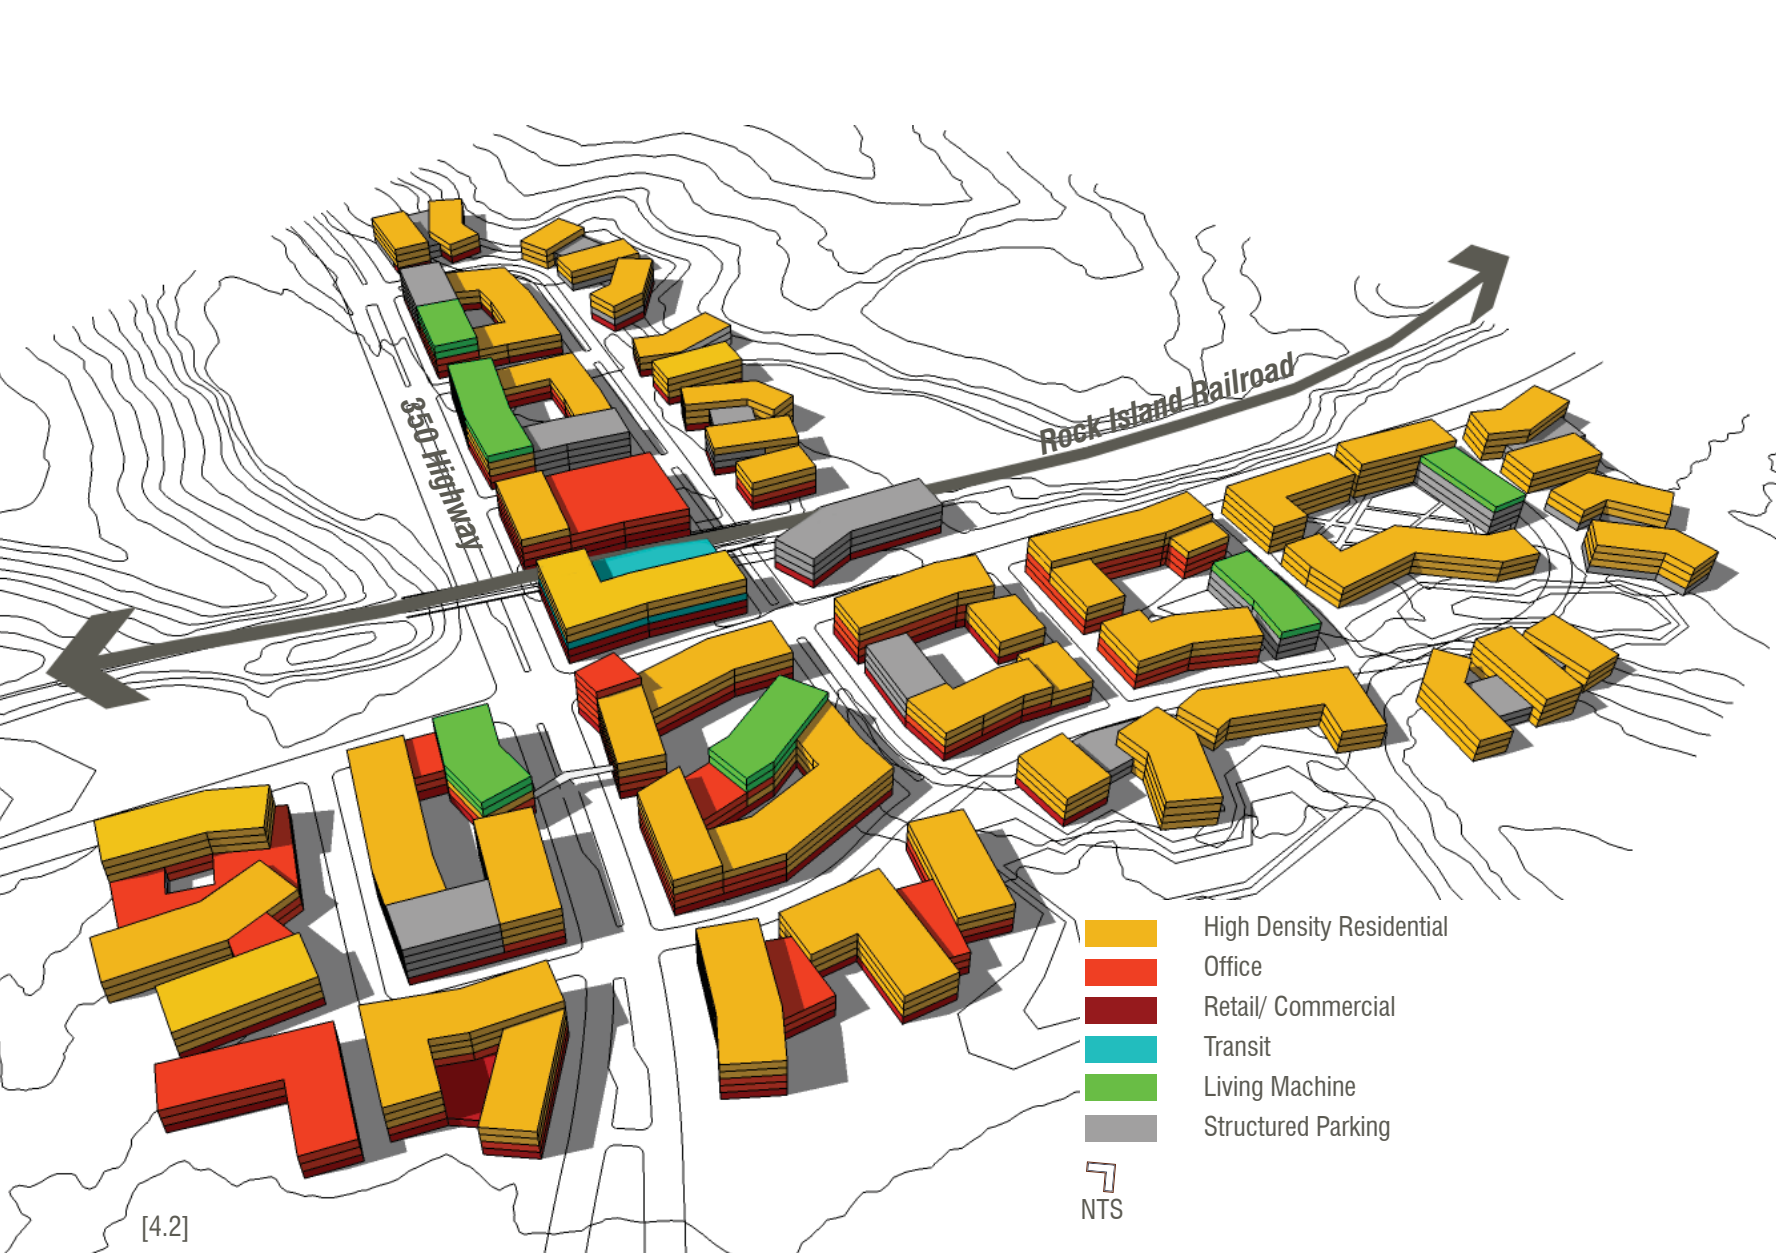 350 Highway
Rock Island Railroad
High Density Residential
Office
Retail/ Commercial
Transit
Living Machine
Structured Parking
NTS
[4.2]